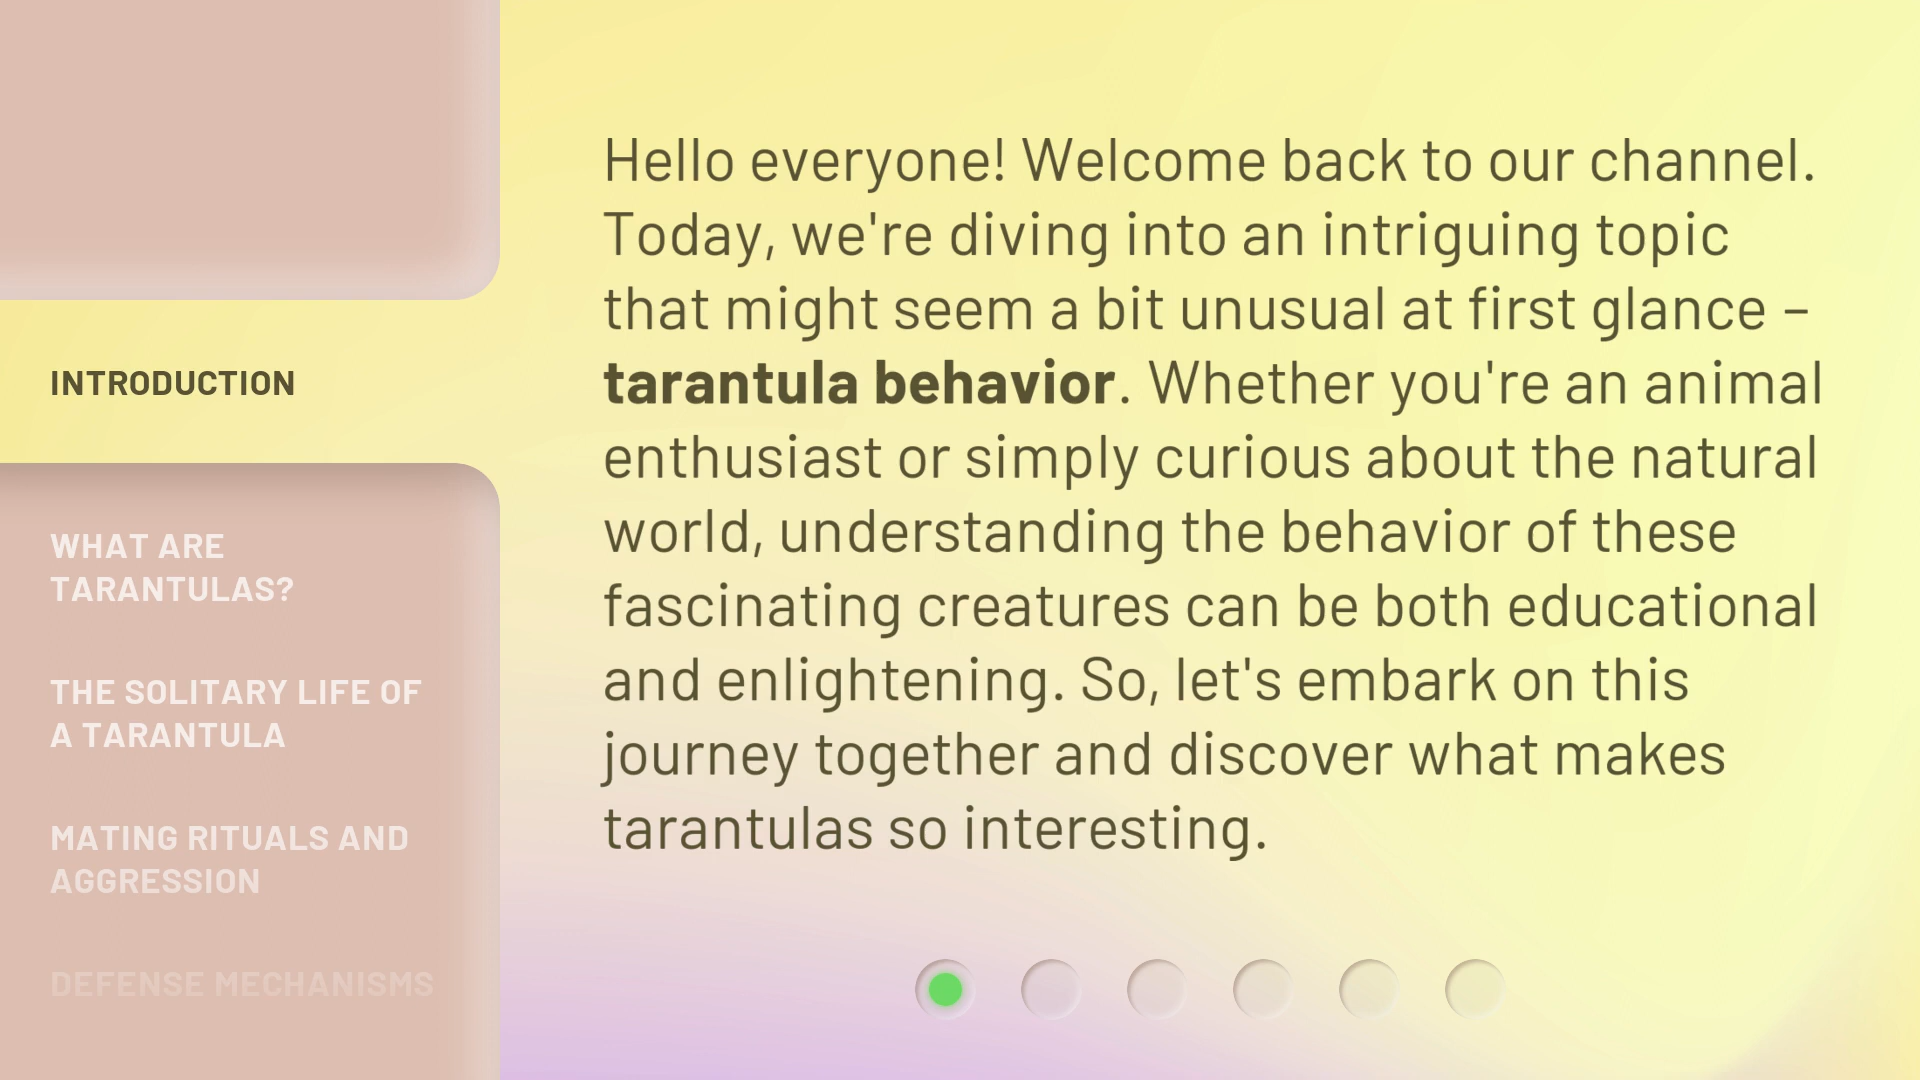 INTRODUCTION
WHAT ARE
TARANTULAS?
THE SOLITARY LIFE OF
A TARANTULA
MATING RITUALS AND
AGGRESSION
DEFENSE MECHANISMS
Hello everyone! Welcome back to our channel.
Today, we're diving into an intriguing topic
that might seem a bit unusual at first glance –
tarantula behavior. Whether you're an animal
enthusiast or simply curious about the natural
world, understanding the behavior of these
fascinating creatures can be both educational
and enlightening. So, let's embark on this
journey together and discover what makes
tarantulas so interesting.